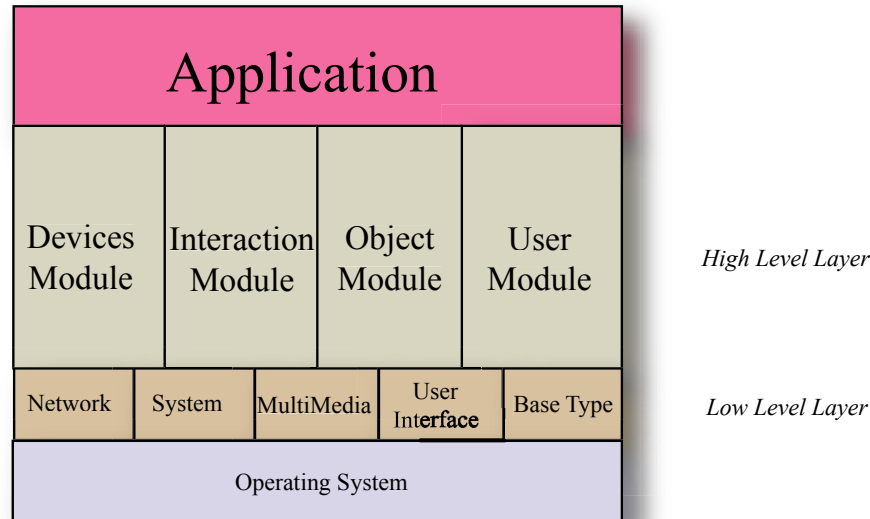 Application
Devices
Module
Interaction
Module
Object
Module
User
Module
High Level Layer
Network
System
MultiMedia
User
Interface
Base Type
Low Level Layer
Operating System